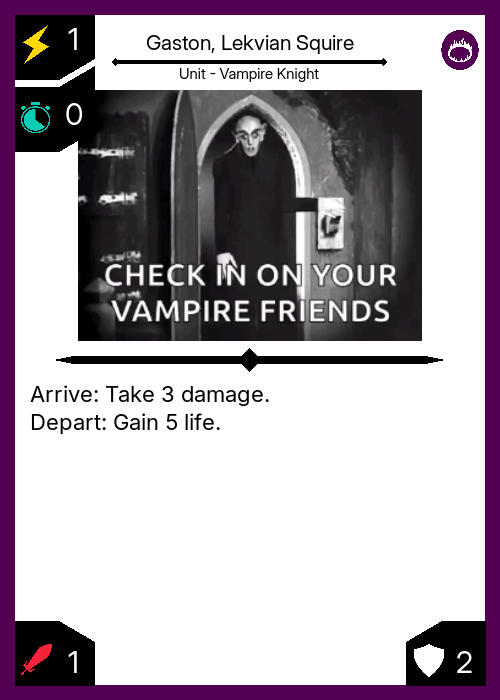 1
Gaston, Lekvian Squire
Unit - Vampire Knight
0
CHECK IN ON YOUR
VAMPIRE FRIENDS
Arrive: Take 3 damage.
Depart: Gain 5 life.
1
2